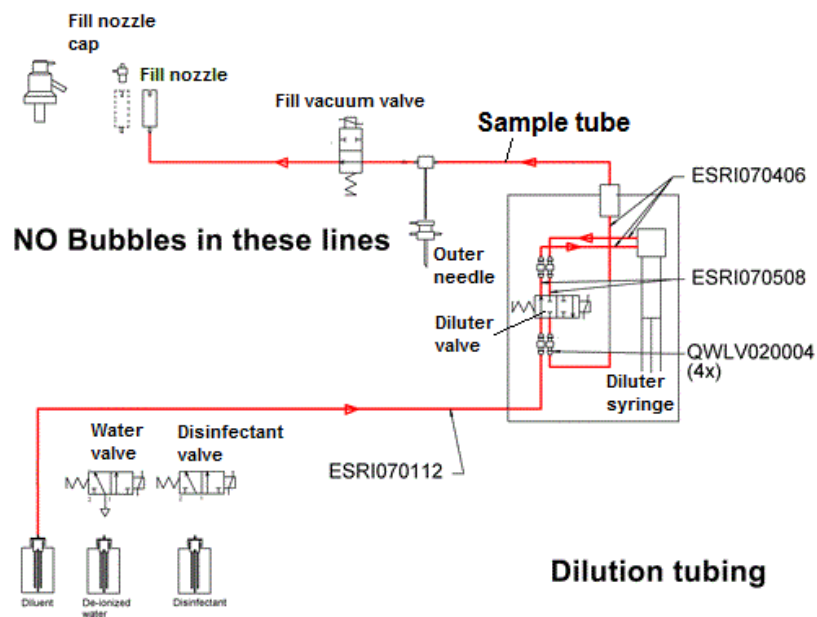 Fill nozzle
cap
Fill nozzle
Fill vacuum valve
Sample tube
ESRI070406
NO Bubbles in these lines
Outer
needle
ESRI070508
Diluter
valve
QWLV020004
(4x)
Diluter
syringe
Water
valve
Disinfectant
valve
ESRI070112
Dilution tubing
Diluent
De-ionized
water
Disinfectant